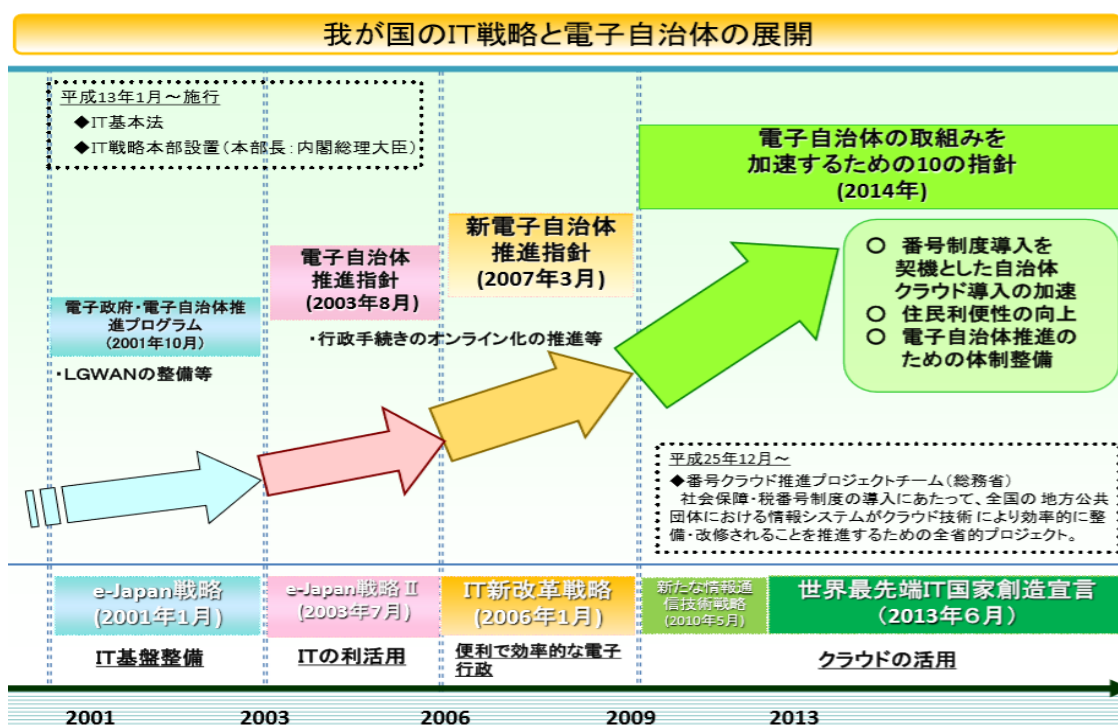 我が国のIT戦略と電子自治体の展開
平成13年1月～施行
◆IT基本法
◆IT戦略本部設置(本部長：内閣総理大臣)
電子自治体の取組みを
加速するための10の指針
(2014年)
新電子自治体
推進指針
(2007年3月)
電子自治体
推進指針
(2003年8月)
電子政府・電子自治体推
進プログラム
(2001年10月)
○ 番号制度導入を
契機とした自治体
クラウド導入の加速
○ 住民利便性の向上
○ 電子自治体推進の
ための体制整備
・行政手続きのオンライン化の推進等
・LGWANの整備等
平成25年12月～
◆番号クラウド推進プロジェクトチーム(総務省)
社会保障・税番号制度の導入にあたって、全国の地方公共
団体における情報システムがクラウド技術により効率的に整
備・改修されることを推進するための全省的プロジェクト。
e-Japan戦略
(2001年1月)
e-Japan戦略Ⅱ
(2003年7月)
IT新改革戦略
(2006年1月)
新たな情報通
信技術戦略
(2010年5月)
世界最先端IT国家創造宣言
(2013年6月)
IT基盤整備
ITの利活用
便利で効率的な電子
行政
クラウドの活用
2001
2003
2006
2009
2013